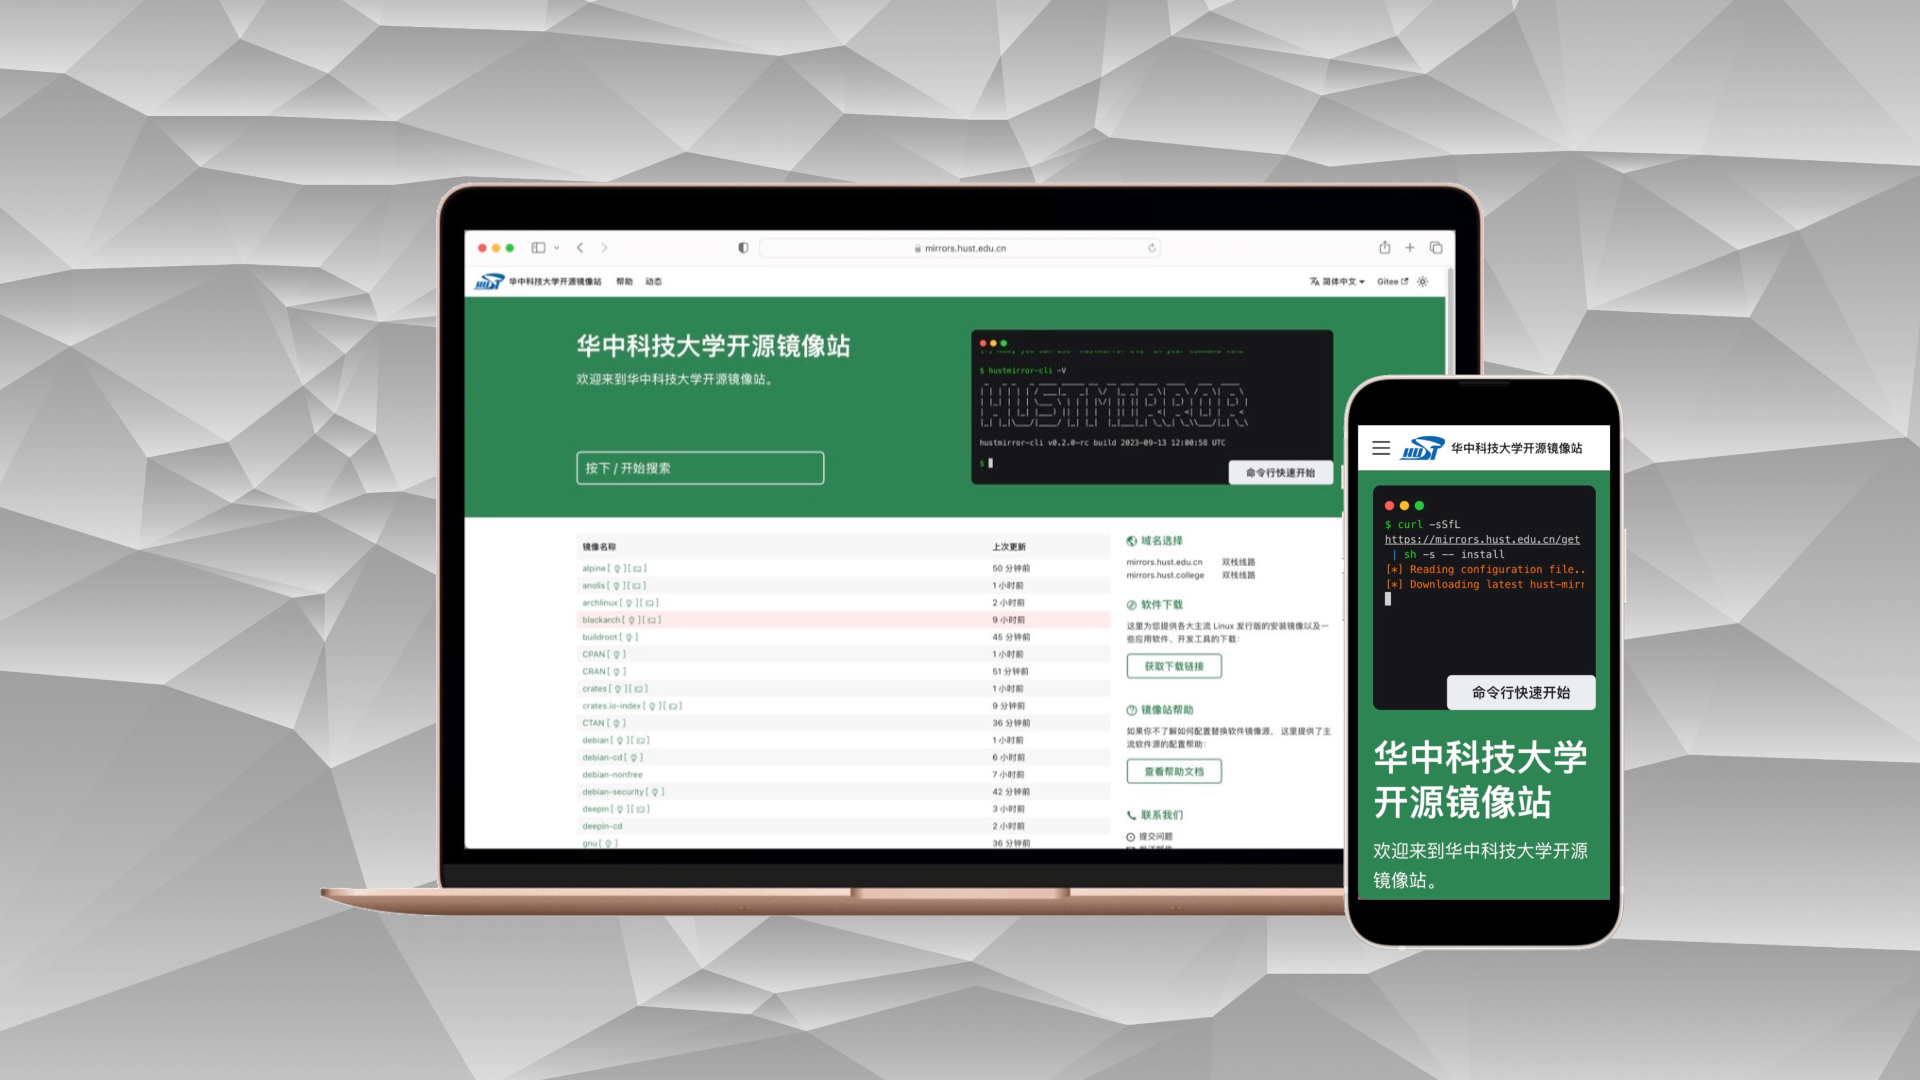 mirrors.hust.edu.cn
HUST 华中科技大学开源镜像站 帮助 动态
简体中文 Gitee
华中科技大学开源镜像站
欢迎来到华中科技大学开源镜像站。
按下 / 开始搜索
$ hustmirror-cli -V
HUSTMIRROR
hustmirror-cli v0.2.0-rc build 2023-09-13 12:00:58 UTC
$
命令行快速开始
镜像名称 上次更新
alpine [ ] [ ] 50 分钟前
anolis [ ] [ ] 1 小时前
archlinux [ ] [ ] 2 小时前
blackarch [ ] [ ] 9 小时前
buildroot [ ] 45 分钟前
CPAN [ ] 1 小时前
CRAN [ ] 51 分钟前
crates [ ] [ ] 1 小时前
crates.io-index [ ] [ ] 9 分钟前
CTAN [ ] 36 分钟前
debian [ ] [ ] 1 小时前
debian-cd [ ] 6 小时前
debian-nonfree 7 小时前
debian-security [ ] 42 分钟前
deepin [ ] [ ] 3 小时前
deepin-cd 2 小时前
gnu [ ] 36 分钟前
域名选择
mirrors.hust.edu.cn 双栈线路
mirrors.hust.college 双栈线路
软件下载
这里为您提供各大主流 Linux 发行版的安装镜像以及一
些应用软件、开发工具的下载:
获取下载链接
镜像站帮助
如果你不了解如何配置替换软件镜像源, 这里提供了主
流软件源的配置帮助:
查看帮助文档
联系我们
提交问题
HUST 华中科技大学开源镜像站
$ curl -sSfL
https://mirrors.hust.edu.cn/get
| sh -s -- install
[*] Reading configuration file..
[*] Downloading latest hust-mirr
命令行快速开始
华中科技大学
开源镜像站
欢迎来到华中科技大学开源
镜像站。